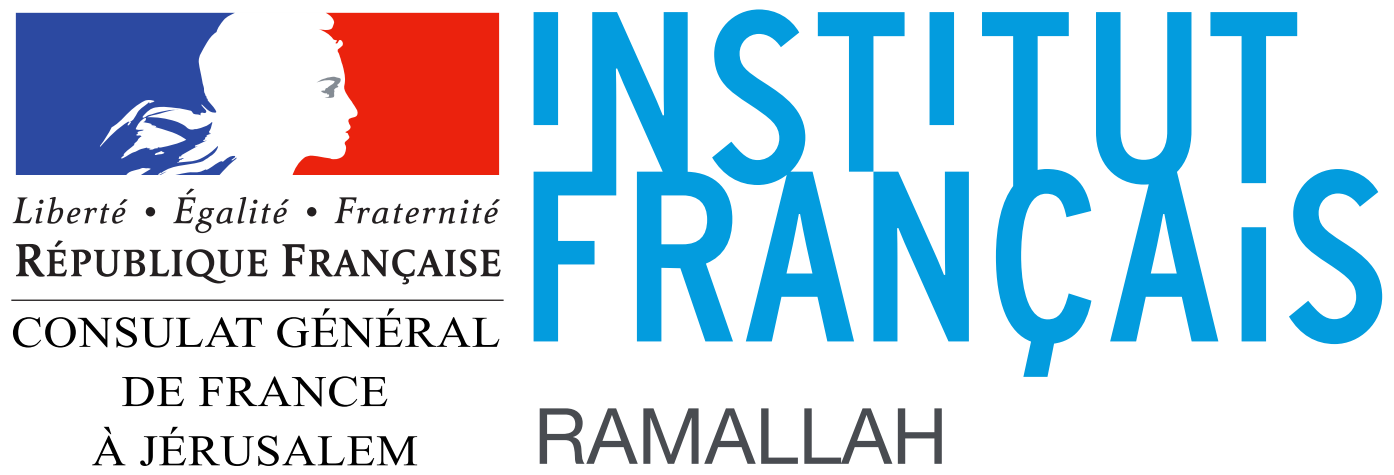 Liberté • Égalité • Fraternité
RÉPUBLIQUE FRANÇAISE
CONSULAT GÉNÉRAL
DE FRANCE
À JÉRUSALEM
INSTITUT
FRANÇAIS
RAMALLAH